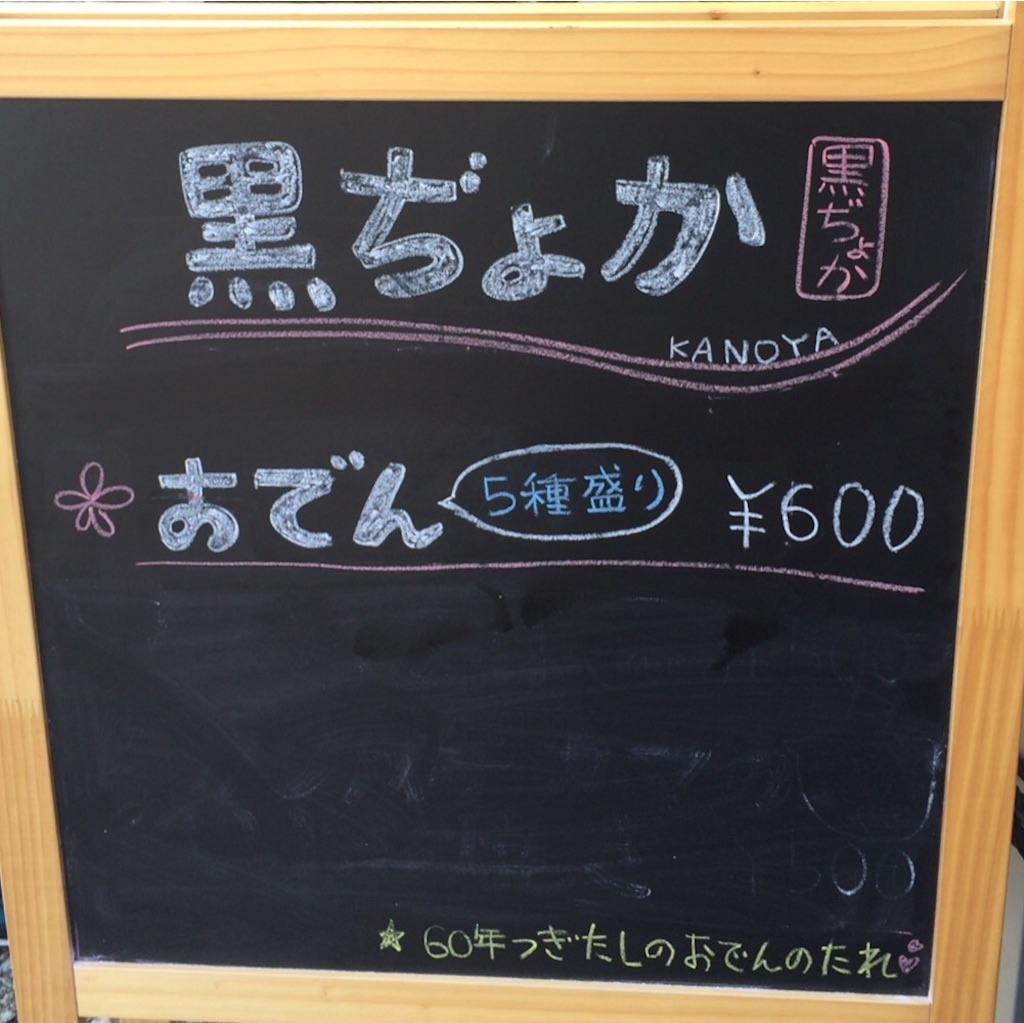 黒ぢょか
黒ぢょか
KANOYA
おでん 5種盛り ¥600
¥500
☆ 60年つぎたしのおでんのたれ